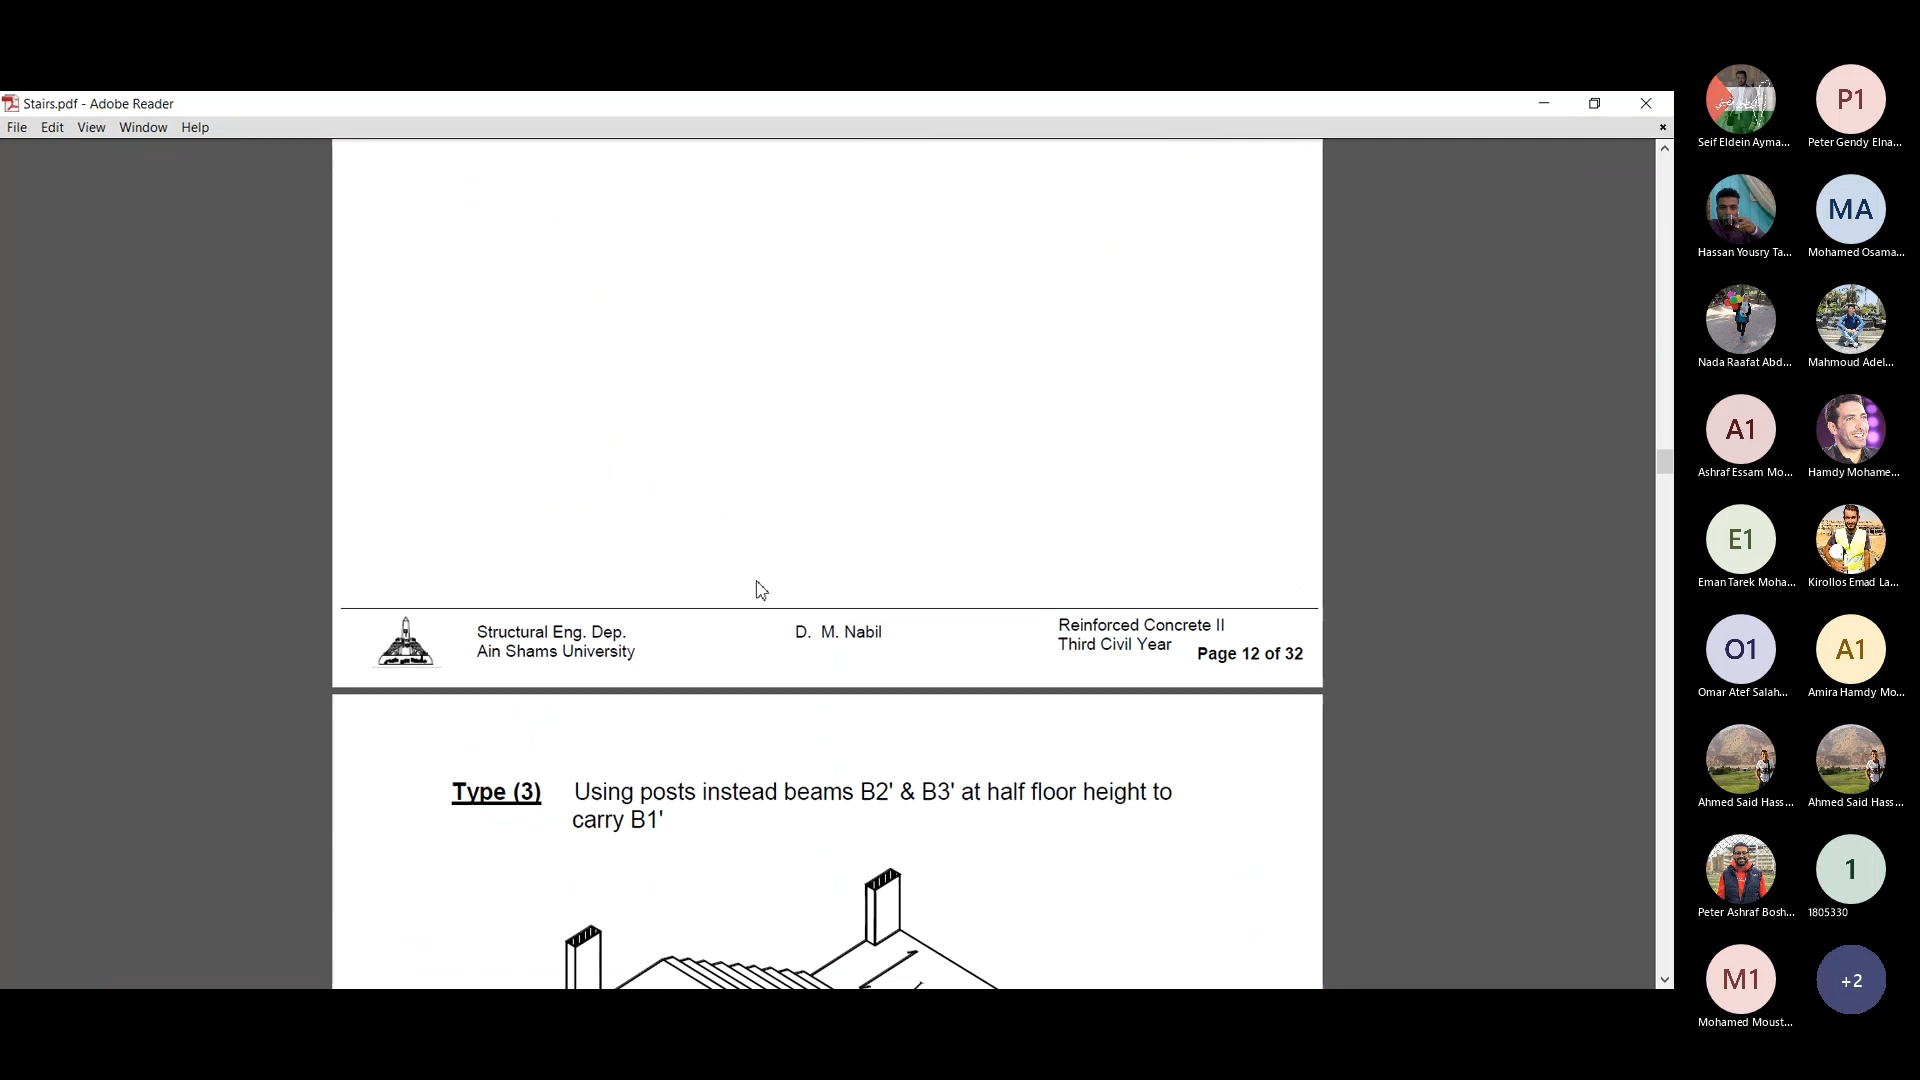 Stairs.pdf - Adobe Reader
File Edit View Window Help
Structural Eng. Dep.
Ain Shams University
D. M. Nabil
Reinforced Concrete II
Third Civil Year
Page 12 of 32
Type (3) Using posts instead beams B2' & B3' at half floor height to
carry B1'
P1
Seif Eldein Ayma...
Peter Gendy Elna...
MA
Hassan Yousry Ta...
Mohamed Osama...
Nada Raafat Abd...
Mahmoud Adel...
A1
Ashraf Essam Mo...
Hamdy Mohame...
E1
Eman Tarek Moha...
Kirollos Emad La...
O1
A1
Omar Atef Salah...
Amira Hamdy Mo...
Ahmed Said Hass...
Ahmed Said Hass...
1
Peter Ashraf Bosh...
1805330
M1
+2
Mohamed Moust...